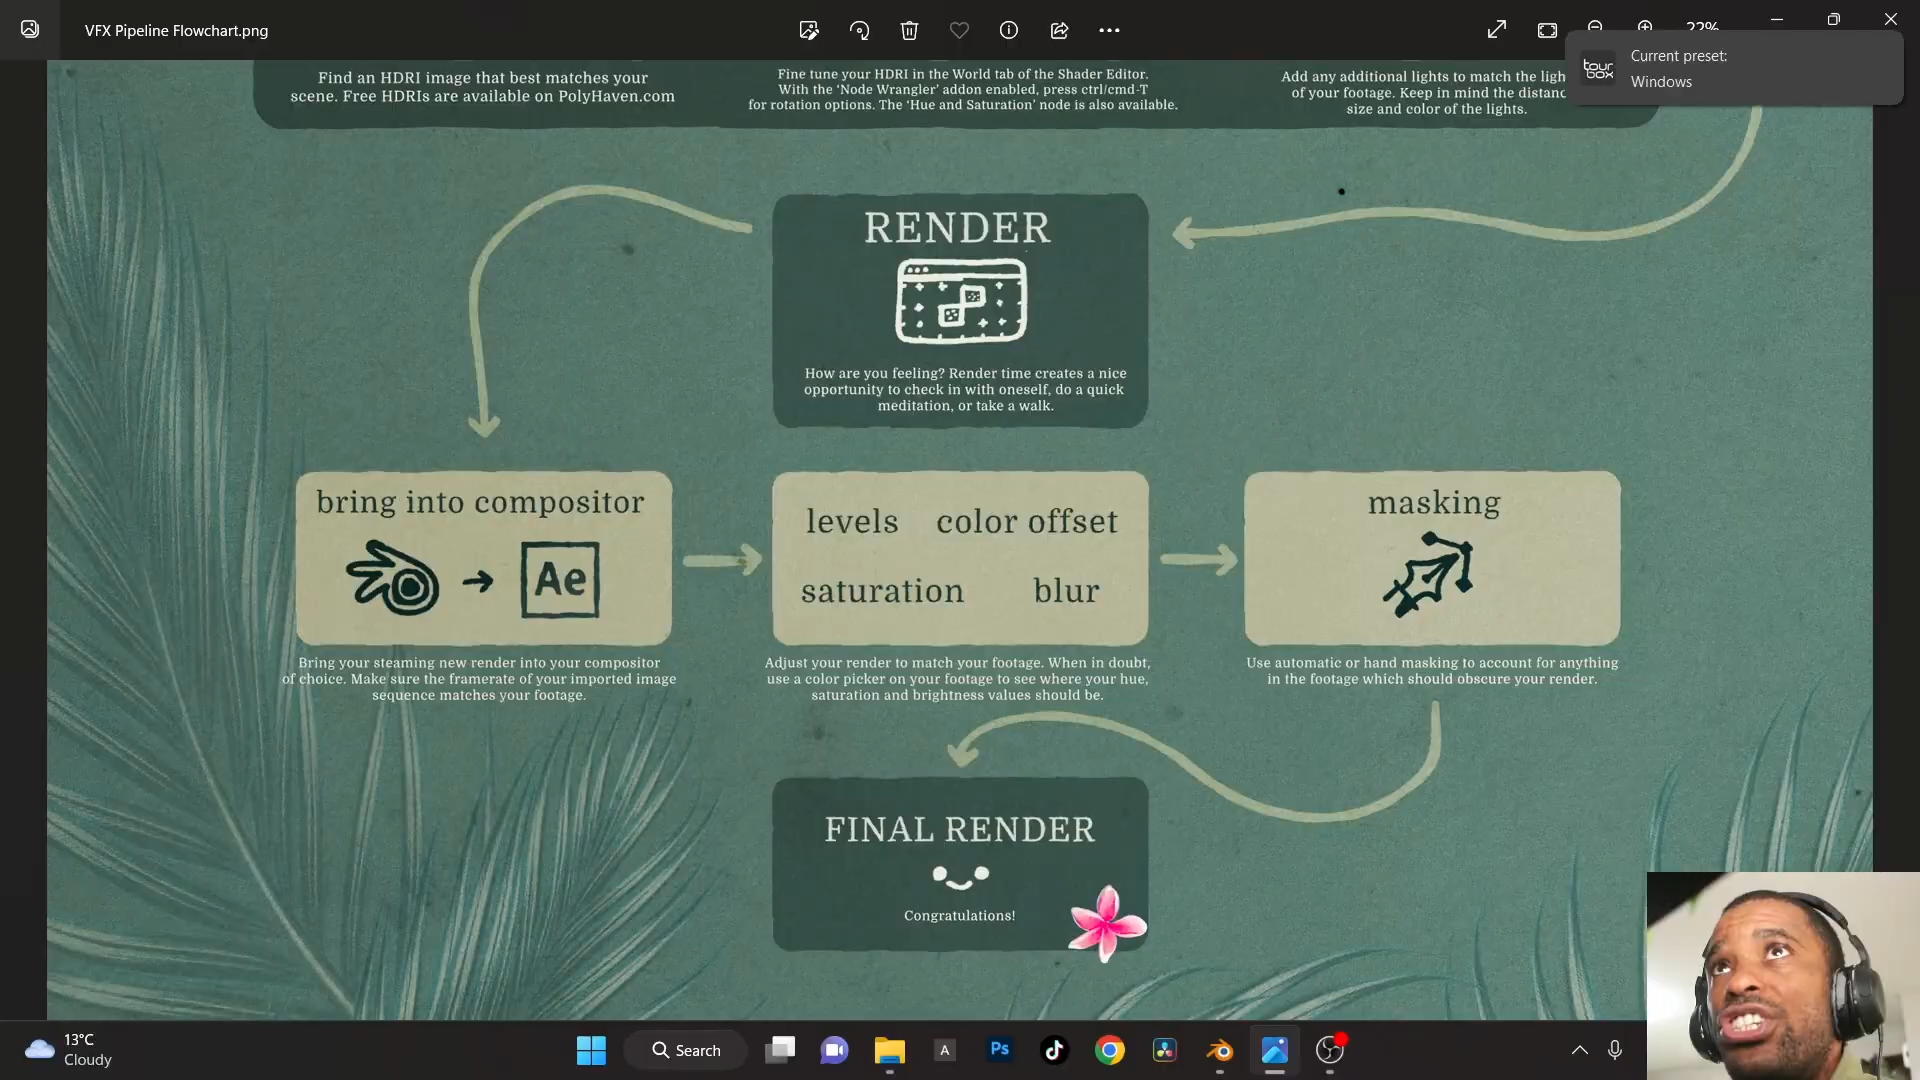 VFX Pipeline Flowchart.png
22%
tour
box
Current preset:
Windows
Find an HDRI image that best matches your
scene. Free HDRIs are available on PolyHaven.com
Fine tune your HDRI in the World tab of the Shader Editor.
With the ‘Node Wrangler’ addon enabled, press ctrl/cmd-T
for rotation options. The ‘Hue and Saturation’ node is also available.
Add any additional lights to match the
of your footage. Keep in mind the
size and color of the lights.
RENDER
How are you feeling? Render time creates a nice
opportunity to check in with oneself, do a quick
meditation, or take a walk.
bring into compositor
Ae
Bring your steaming new render into your compositor
of choice. Make sure the framerate of your imported image
sequence matches your footage.
levels color offset
saturation blur
Adjust your render to match your footage. When in doubt,
use a color picker on your footage to see where your hue,
saturation and brightness values should be.
masking
Use automatic or hand masking to account for anything
in the footage which should obscure your render.
FINAL RENDER
Congratulations!
13°C
Cloudy
Search
A
Ps